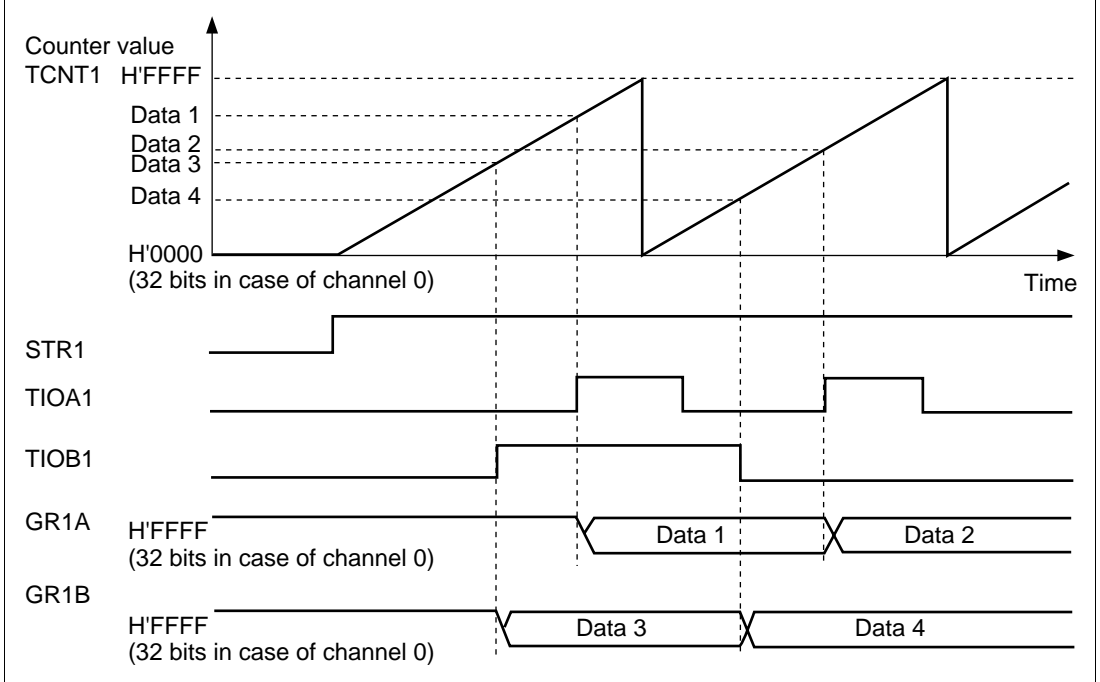 Counter value
TCNT1 H'FFFF
Data 1
Data 2
Data 3
Data 4
H'0000
(32 bits in case of channel 0)
Time
STR1
TIOA1
TIOB1
GR1A
H'FFFF
Data 1
Data 2
(32 bits in case of channel 0)
GR1B
H'FFFF
Data 3
Data 4
(32 bits in case of channel 0)